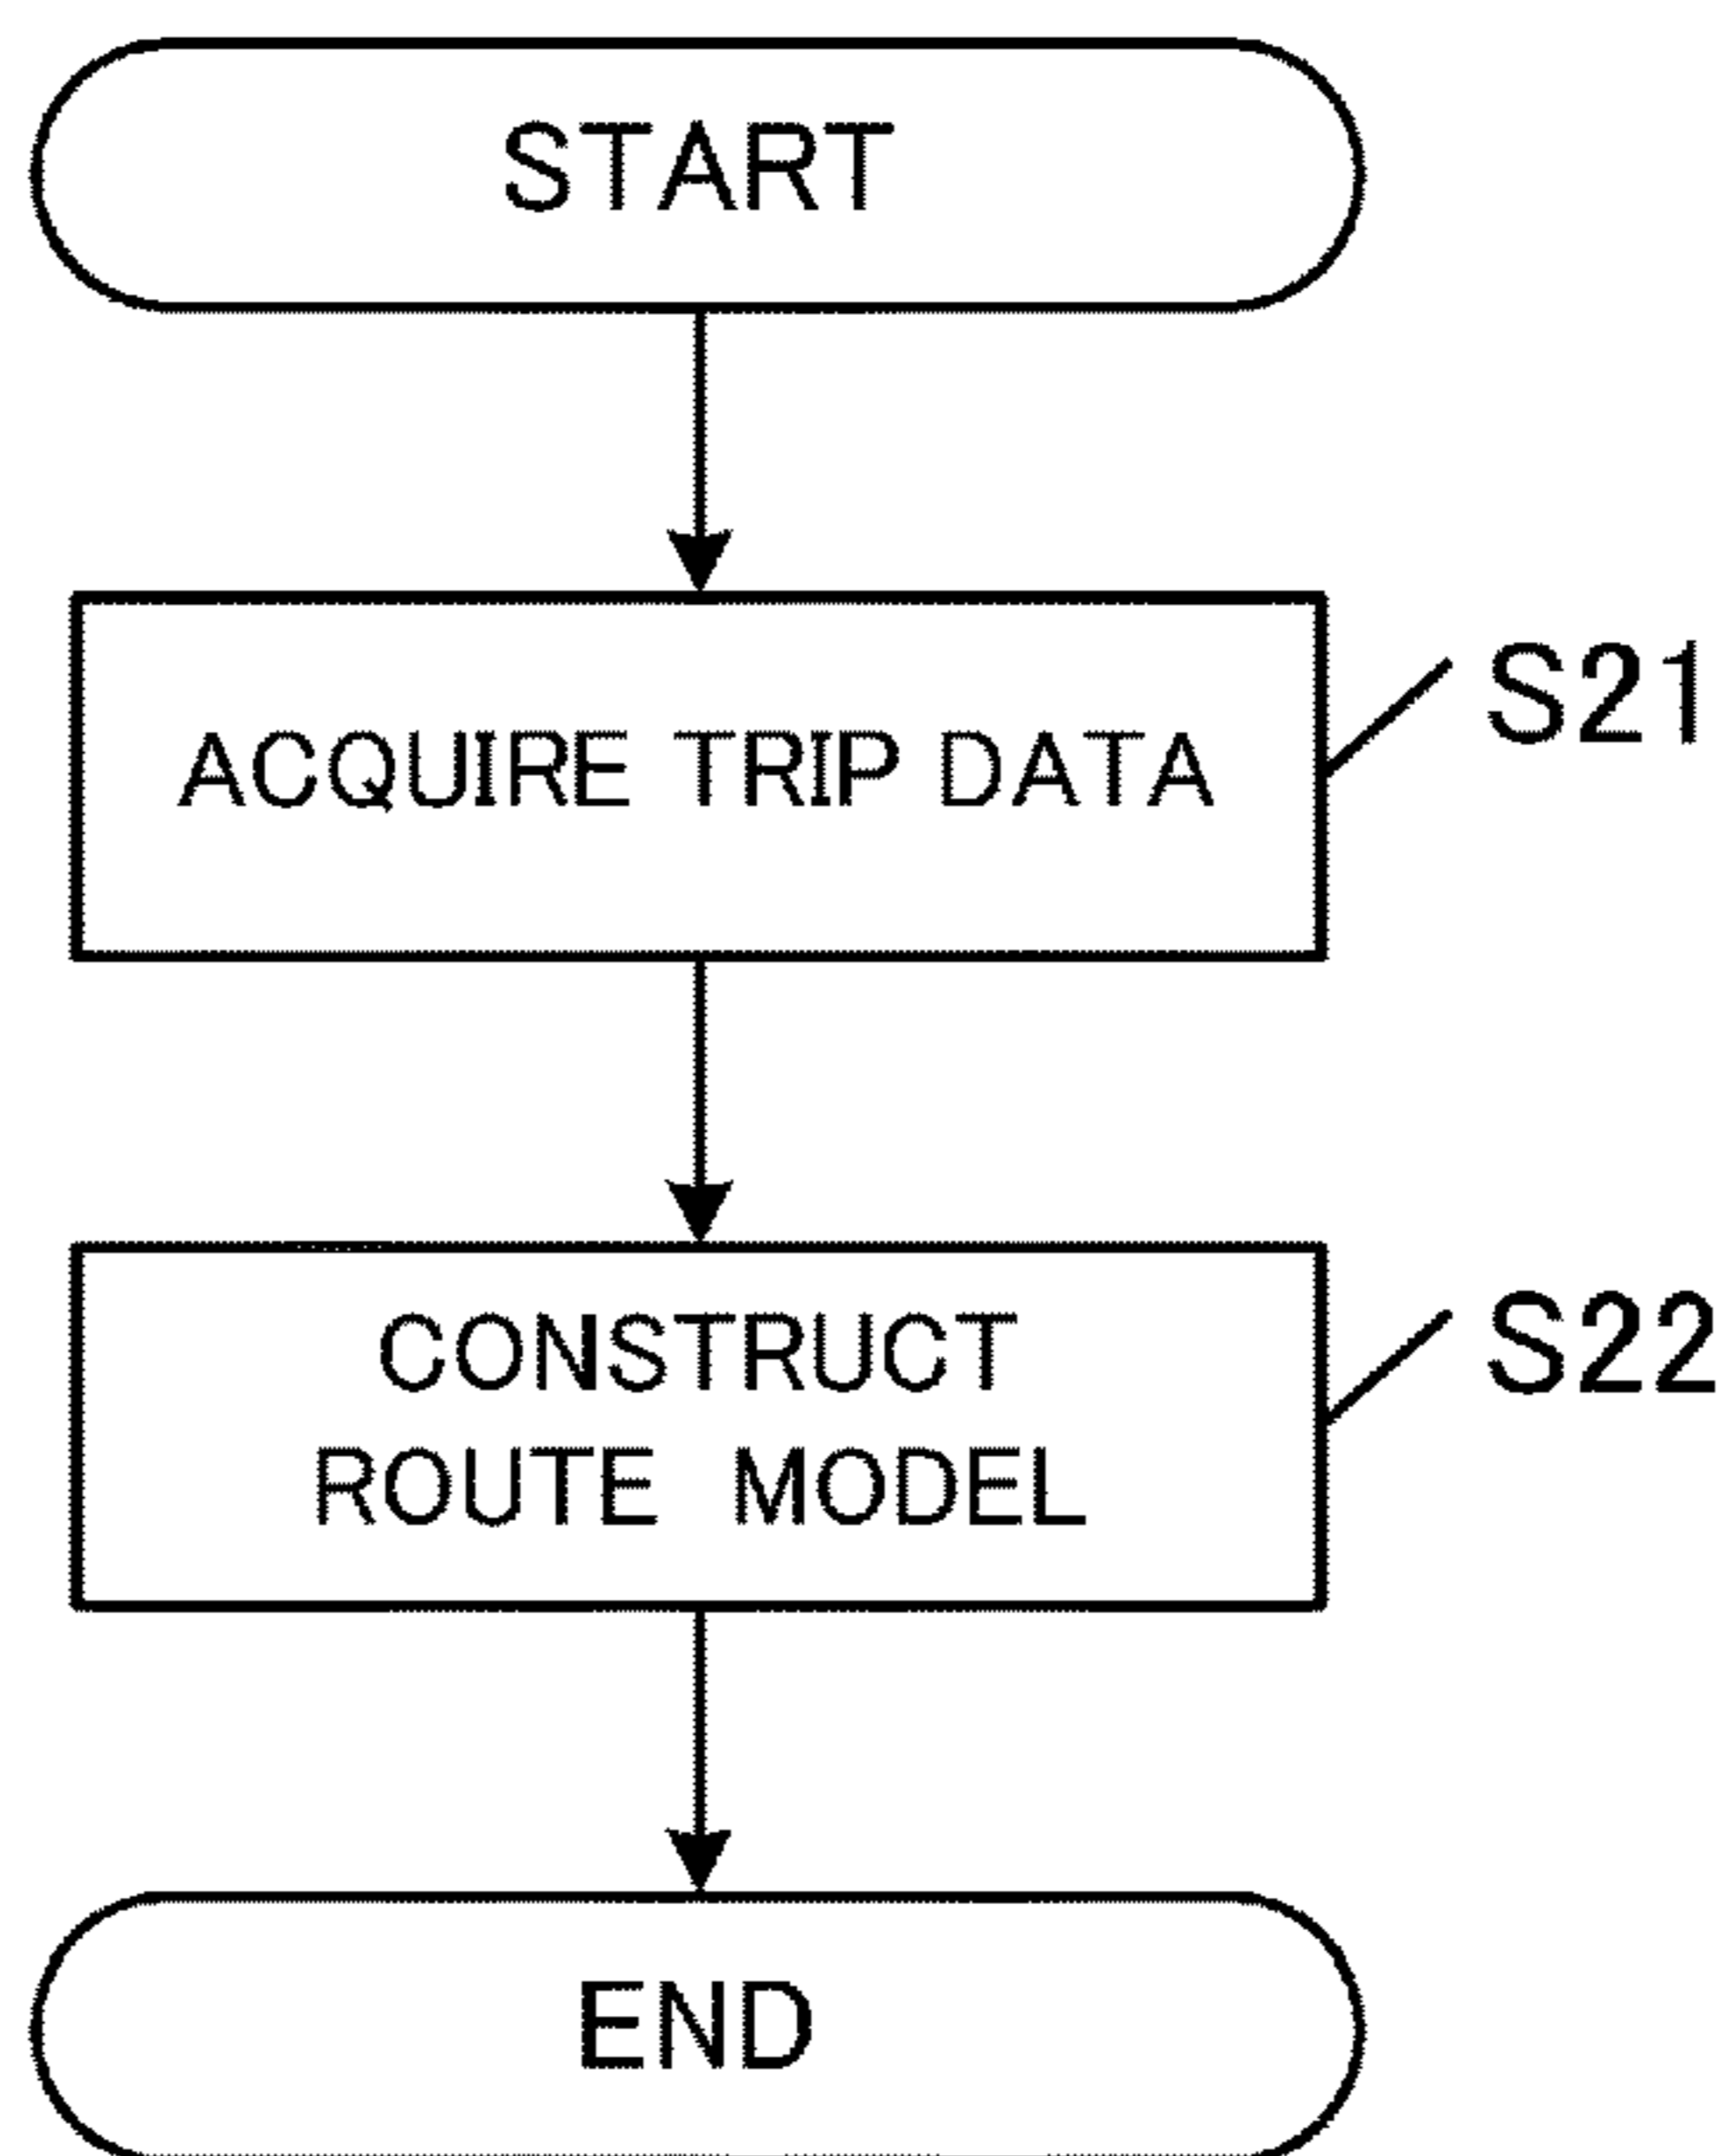 START
ACQUIRE TRIP DATA
S21
CONSTRUCT
ROUTE MODEL
S22
END